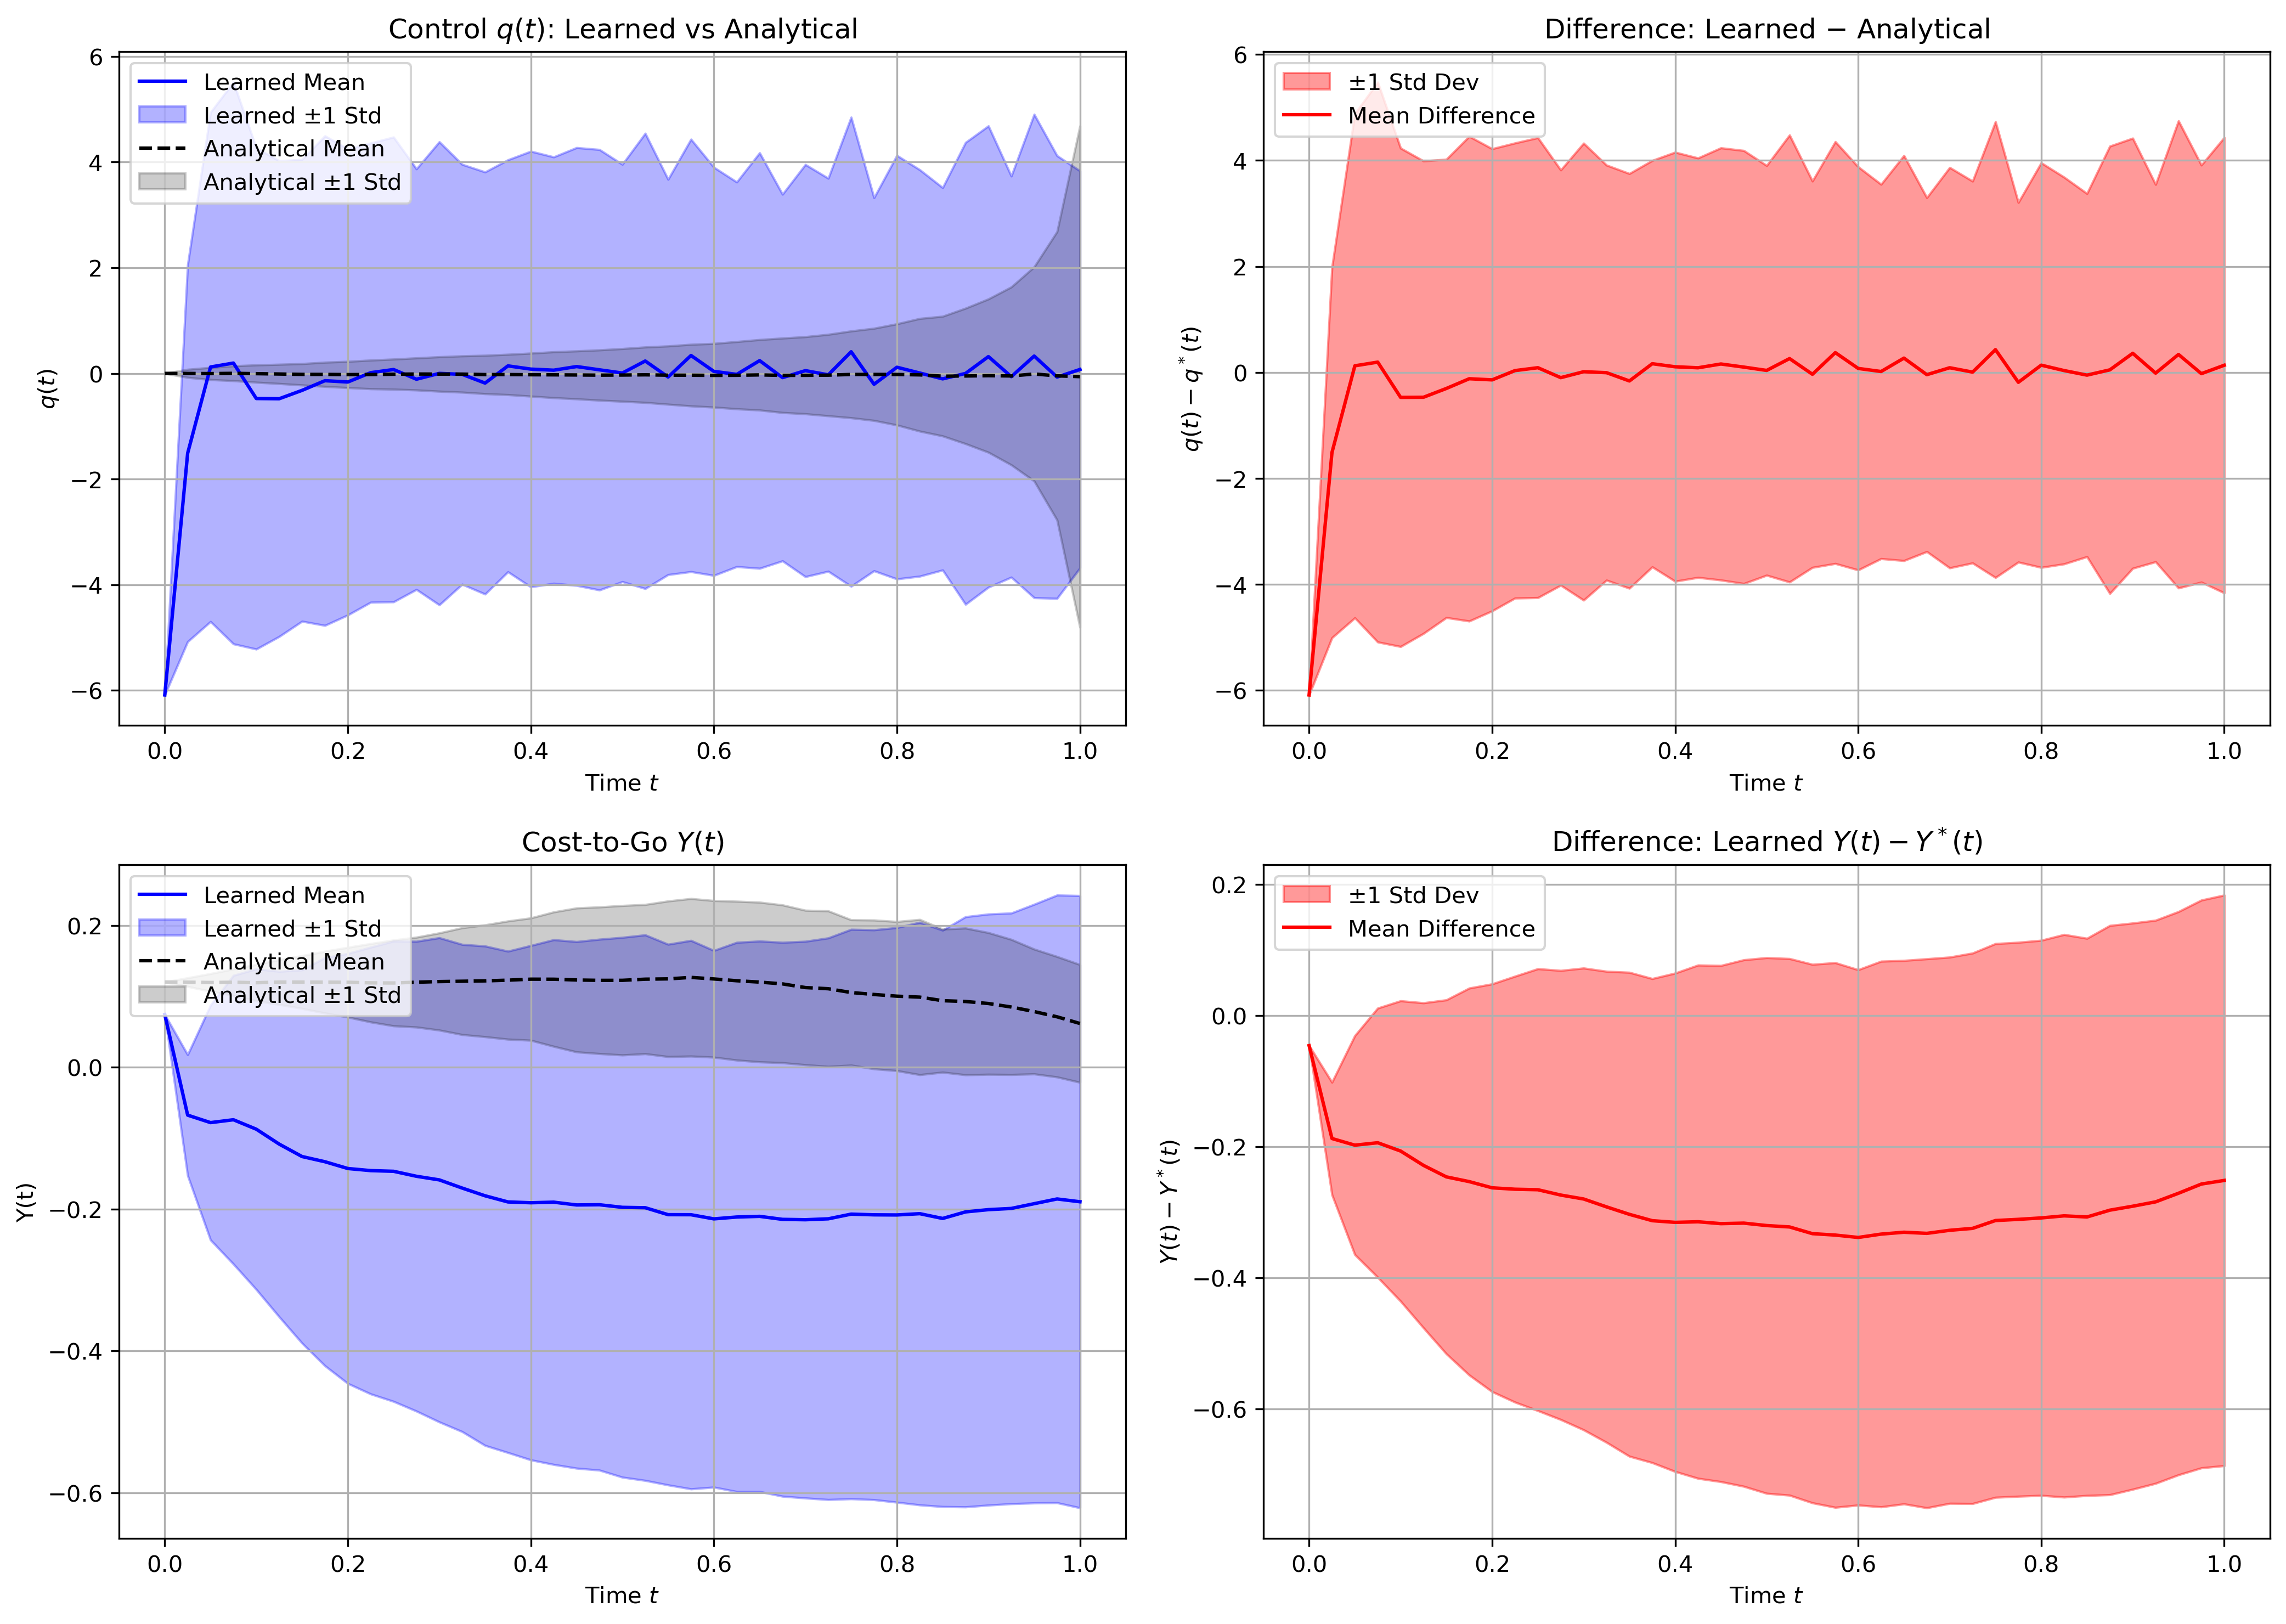 Control q(t): Learned vs Analytical
6
4
2
0
−2
−4
−6
q(t)
Learned Mean
Learned ±1 Std
Analytical Mean
Analytical ±1 Std
0.0 0.2 0.4 0.6 0.8 1.0
Time t
Difference: Learned − Analytical
6
4
2
0
−2
−4
−6
q(t) − q*(t)
±1 Std Dev
Mean Difference
0.0 0.2 0.4 0.6 0.8 1.0
Time t
Cost-to-Go Y(t)
0.2
0.0
−0.2
−0.4
−0.6
Y(t)
Learned Mean
Learned ±1 Std
Analytical Mean
Analytical ±1 Std
0.0 0.2 0.4 0.6 0.8 1.0
Time t
Difference: Learned Y(t) − Y*(t)
0.2
0.0
−0.2
−0.4
−0.6
Y(t) − Y*(t)
±1 Std Dev
Mean Difference
0.0 0.2 0.4 0.6 0.8 1.0
Time t